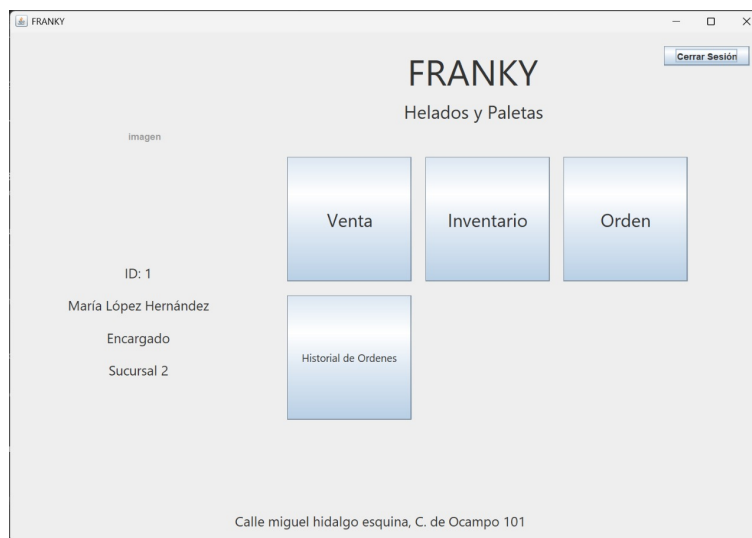 FRANKY
Cerrar Sesión
FRANKY
Helados y Paletas
imagen
Venta
Inventario
Orden
ID: 1
María López Hernández
Encargado
Sucursal 2
Historial de Ordenes
Calle miguel hidalgo esquina, C. de Ocampo 101